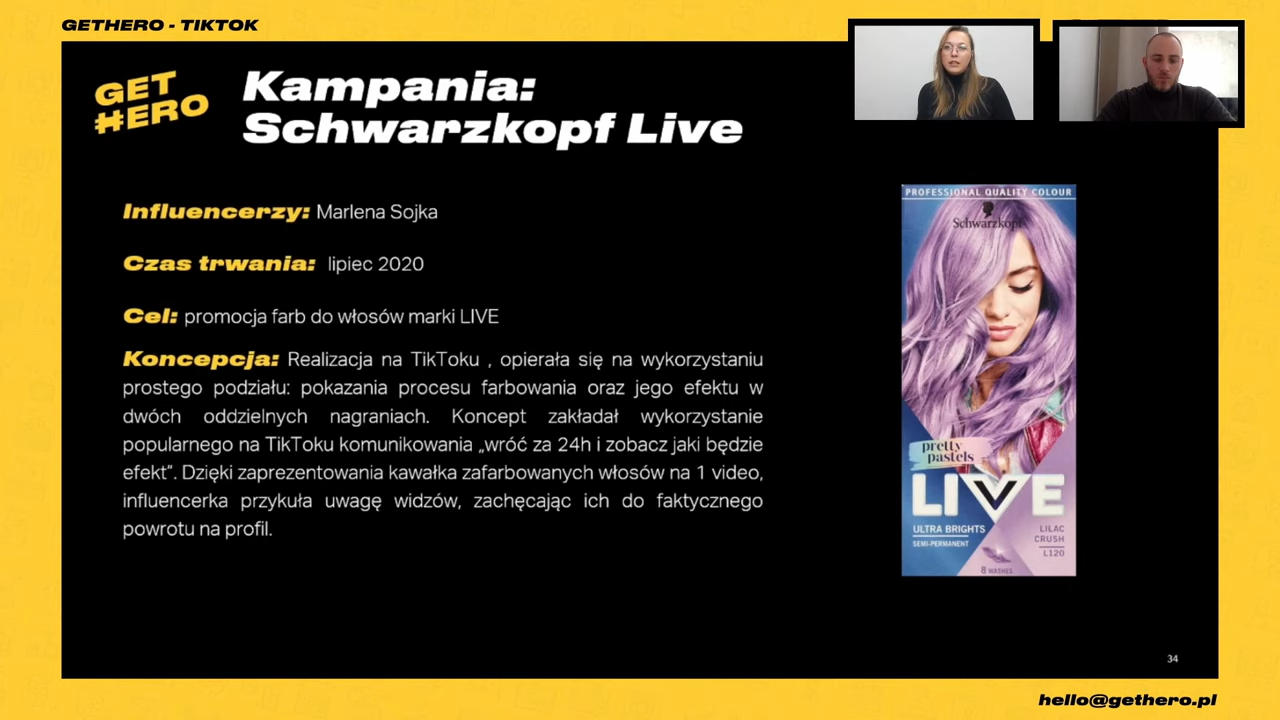 GETHERO - TIKTOK
GET
HERO
Kampania:
Schwarzkopf Live
Influencerzy: Marlena Sojka
Czas trwania: lipiec 2020
Cel: promocja farb do włosów marki LIVE
Koncepcja: Realizacja na TikToku , opierała się na wykorzystaniu
prostego podziału: pokazania procesu farbowania oraz jego efektu w
dwóch oddzielnych nagraniach. Koncept zakładał wykorzystanie
popularnego na TikToku komunikowania „wróć za 24h i zobacz jaki będzie
efekt”. Dzięki zaprezentowania kawałka zafarbowanych włosów na 1 video,
influencerka przykuła uwagę widzów, zachęcając ich do faktycznego
powrotu na profil.
PROFESSIONAL QUALITY COLOUR
Schwarzkopf
pretty
pastels
LIVE
ULTRA BRIGHTS
SEMI-PERMANENT
LILAC
CRUSH
L120
8 WASHES
34
hello@gethero.pl